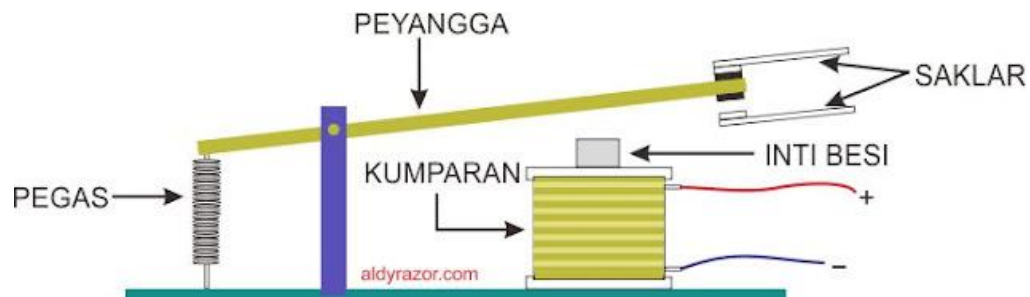 PEYANGGA
SAKLAR
INTI BESI
KUMPARAN
PEGAS
+
aldyrazor.com
–